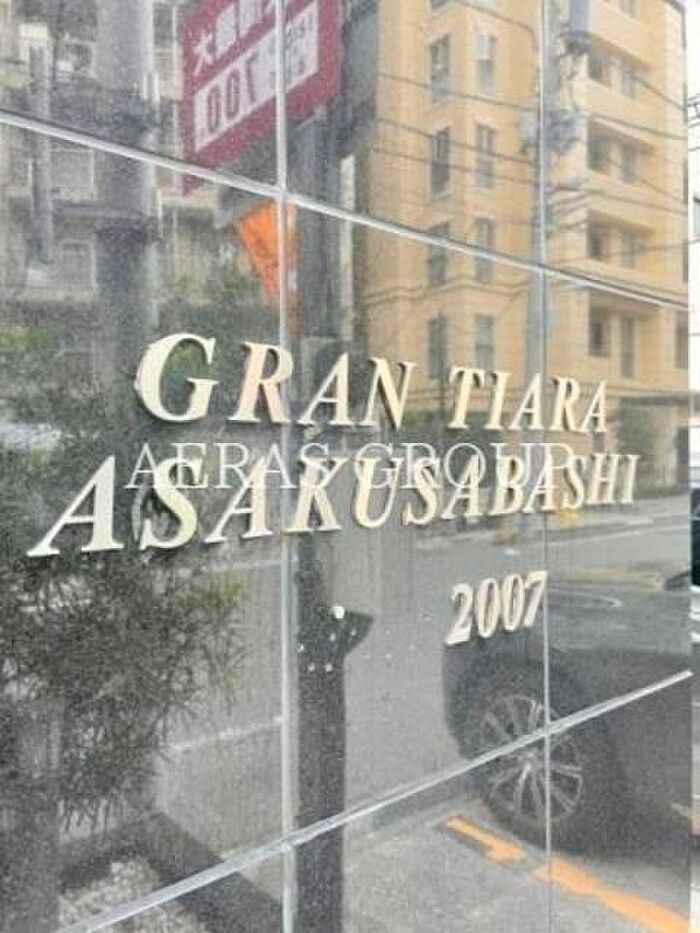 GRAN TIARA
AERAS GROUP
ASAKUSABASHI
2007